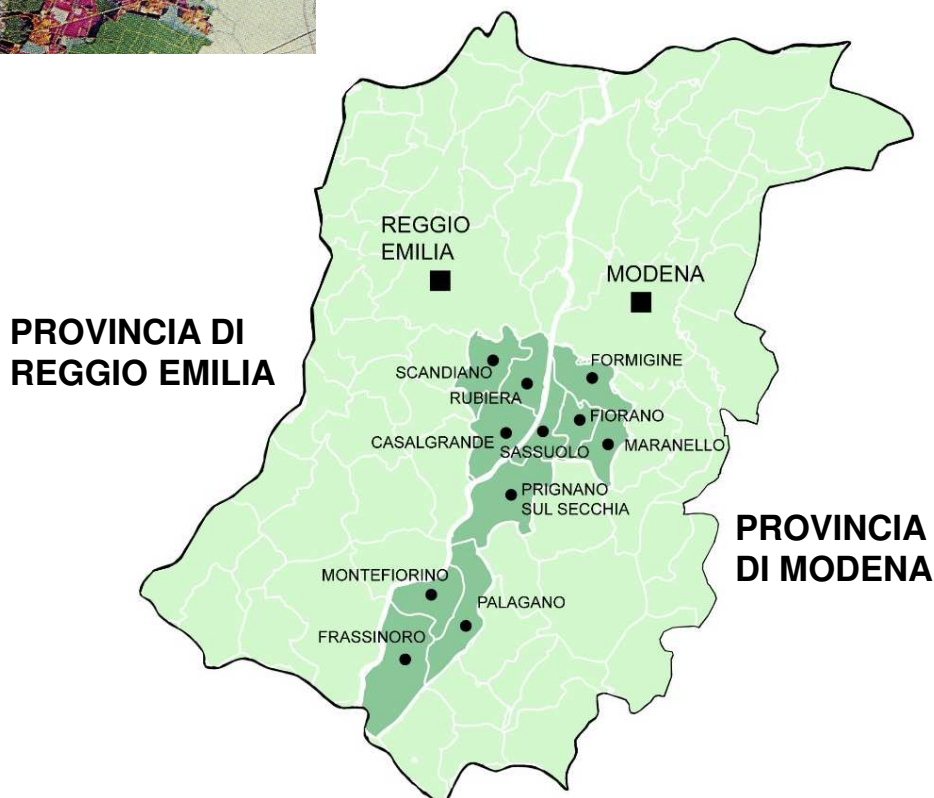 REGGIO
EMILIA
MODENA
PROVINCIA DI
REGGIO EMILIA
SCANDIANO
FORMIGINE
RUBIERA
FIORANO
CASALGRANDE
SASSUOLO
MARANELLO
PRIGNANO
SUL SECCHIA
PROVINCIA
DI MODENA
MONTEFIORINO
PALAGANO
FRASSINORO